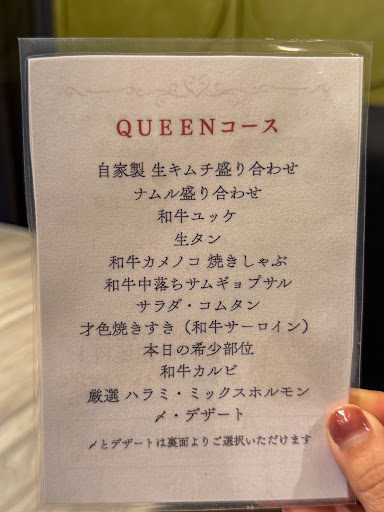 QUEENコース
自家製 生キムチ盛り合わせ
ナムル盛り合わせ
和牛ユッケ
生タン
和牛カメノコ 焼きしゃぶ
和牛中落ちサムギョプサル
サラダ・コムタン
才色焼きすき（和牛サーロイン）
本日の希少部位
和牛カルビ
厳選 ハラミ・ミックスホルモン
〆・デザート
〆とデザートは裏面よりご選択いただけます